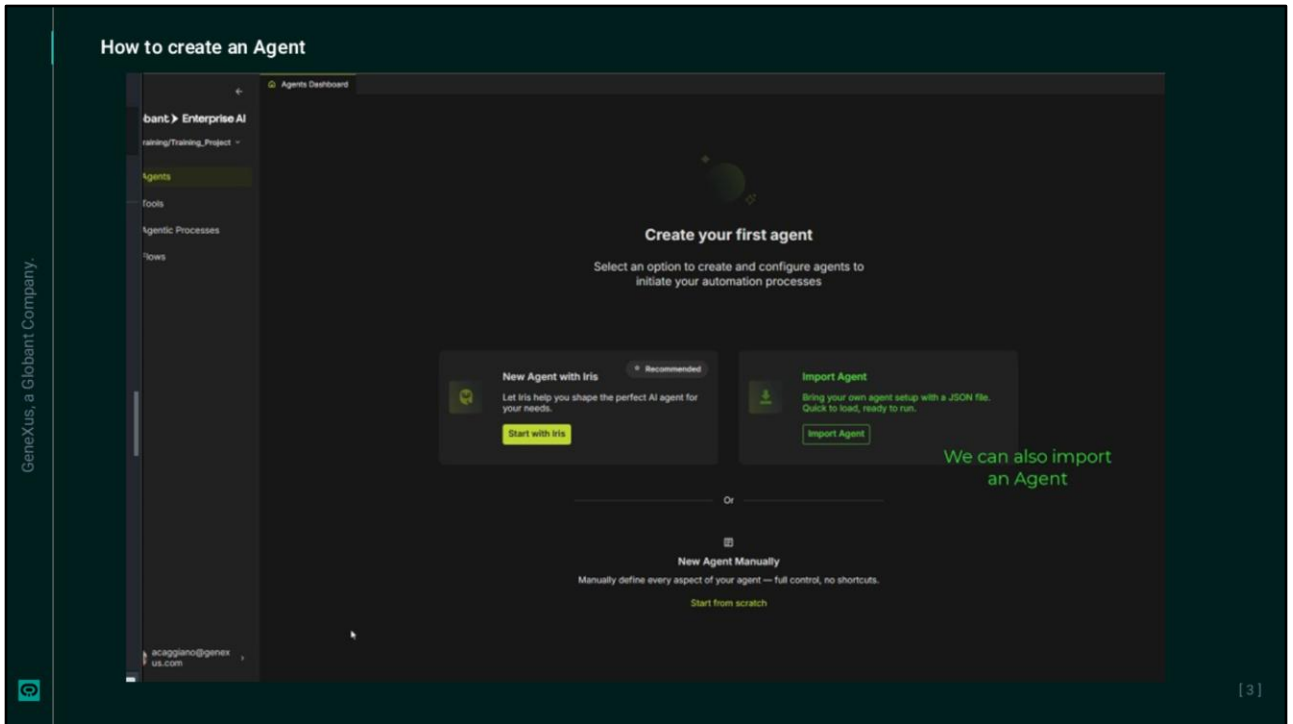 How to create an Agent
Agents Dashboard
bant Enterprise AI
raining/Training_Project
Agents
Tools
Agentic Processes
Flows
Create your first agent
Select an option to create and configure agents to
initiate your automation processes
New Agent with Iris
Recommended
Let Iris help you shape the perfect AI agent for
your needs.
Start with Iris
Import Agent
Bring your own agent setup with a JSON file.
Quick to load, ready to run.
Import Agent
We can also import
an Agent
Or
New Agent Manually
Manually define every aspect of your agent — full control, no shortcuts.
Start from scratch
acaggiano@genex
us.com
GeneXus, a Globant Company.
[ 3 ]